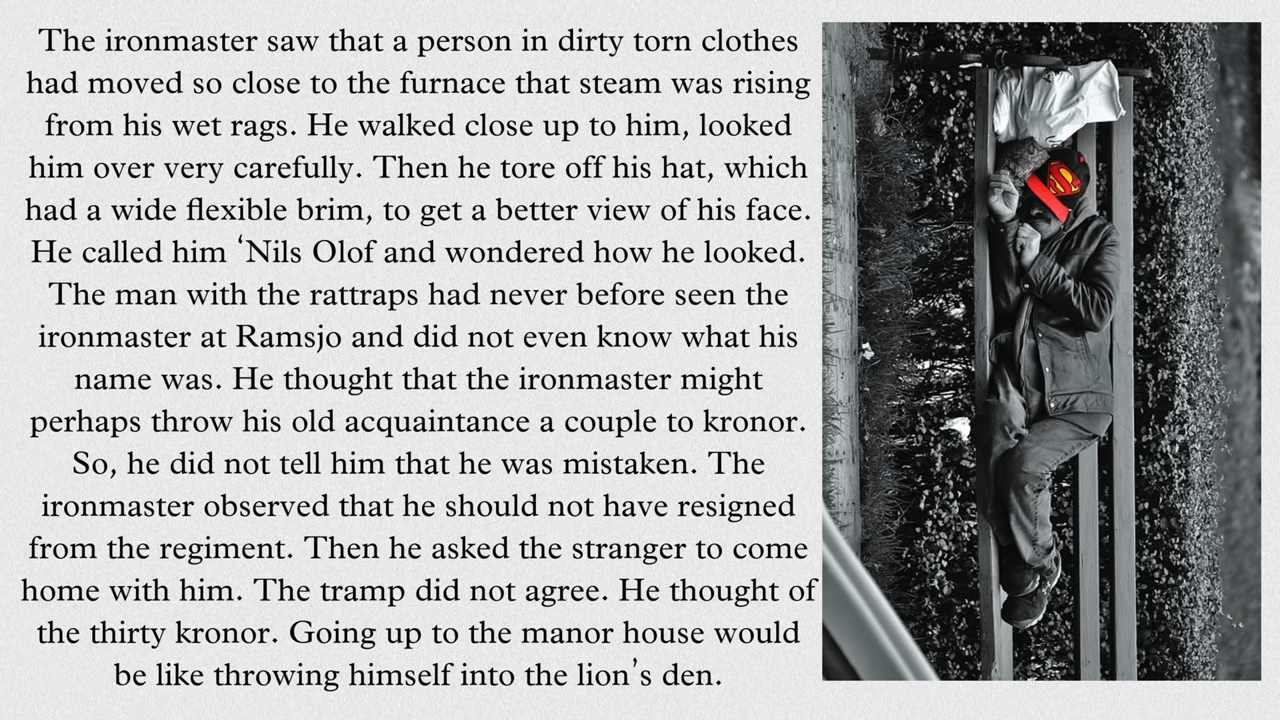 The ironmaster saw that a person in dirty torn clothes
had moved so close to the furnace that steam was rising
from his wet rags. He walked close up to him, looked
him over very carefully. Then he tore off his hat, which
had a wide flexible brim, to get a better view of his face.
He called him ‘Nils Olof and wondered how he looked.
The man with the rattraps had never before seen the
ironmaster at Ramsjo and did not even know what his
name was. He thought that the ironmaster might
perhaps throw his old acquaintance a couple to kronor.
So, he did not tell him that he was mistaken. The
ironmaster observed that he should not have resigned
from the regiment. Then he asked the stranger to come
home with him. The tramp did not agree. He thought of
the thirty kronor. Going up to the manor house would
be like throwing himself into the lion’s den.
S